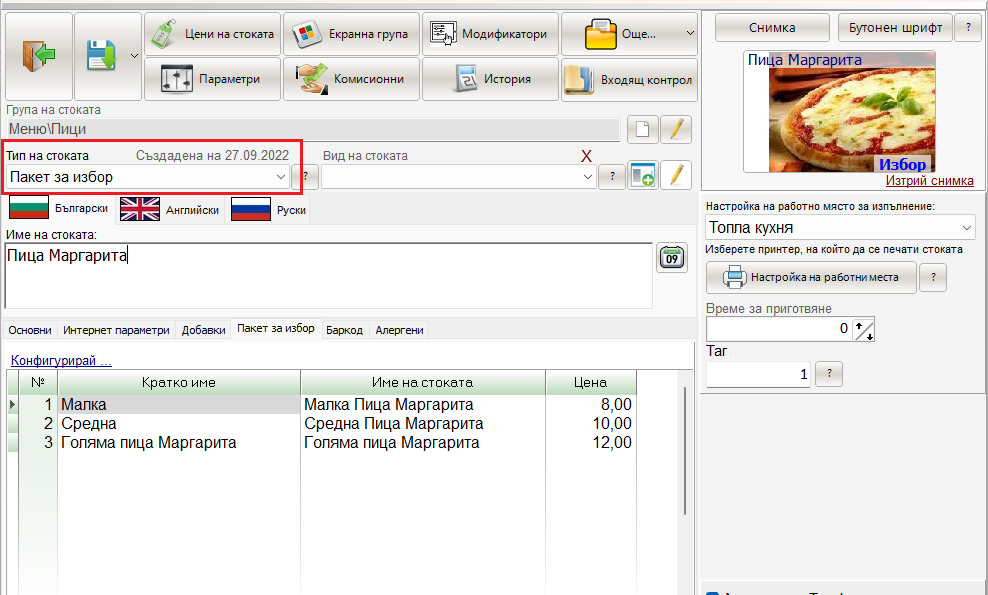 Цени на стоката
Екранна група
Модификатори
Още...
Параметри
Комисионни
История
Входящ контрол
Снимка
Бутонен шрифт
?
Група на стоката
Меню\Пици
Тип на стоката
Създадена на 27.09.2022
Пакет за избор
?
Вид на стоката
X
?
Български
Английски
Руски
Име на стоката:
Пица Маргарита
09
Основни
Интернет параметри
Добавки
Пакет за избор
Баркод
Алергени
Конфигурирай ...
№
Кратко име
Име на стоката
Цена
1 Малка Малка Пица Маргарита 8,00
2 Средна Средна Пица Маргарита 10,00
3 Голяма пица Маргарита Голяма пица Маргарита 12,00
Пица Маргарита
Избор
Изтрий снимка
Настройка на работно място за изпълнение:
Топла кухня
Изберете принтер, на който да се печати стоката
Настройка на работни места
?
Време за приготвяне
0
Таг
1
?